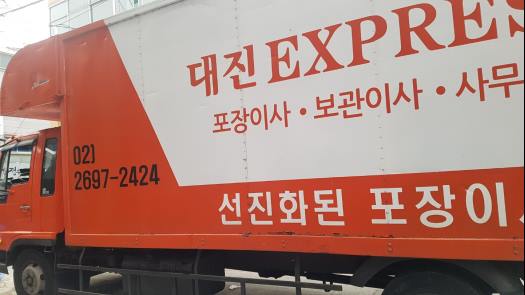 대진 EXPRES
포장이사 · 보관이사 · 사무
02)
2697-2424
선진화된 포장이